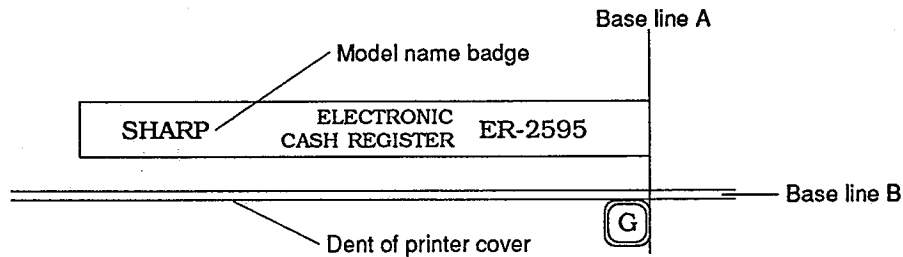 Base line A
Model name badge
SHARP
ELECTRONIC
CASH REGISTER
ER-2595
Base line B
G
Dent of printer cover